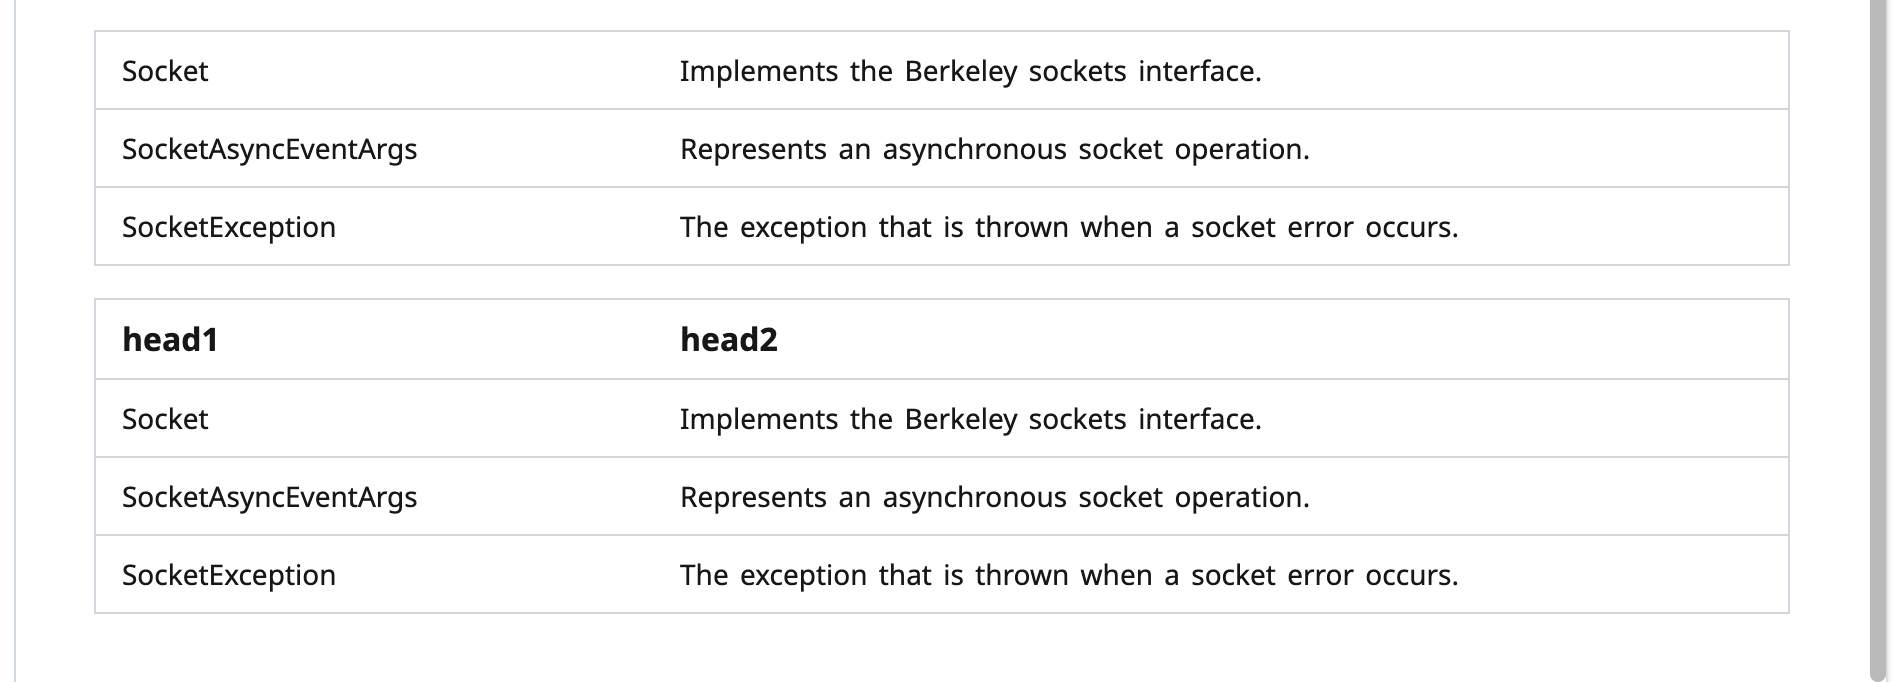 Socket Implements the Berkeley sockets interface.
SocketAsyncEventArgs Represents an asynchronous socket operation.
SocketException The exception that is thrown when a socket error occurs.
head1 head2
Socket Implements the Berkeley sockets interface.
SocketAsyncEventArgs Represents an asynchronous socket operation.
SocketException The exception that is thrown when a socket error occurs.